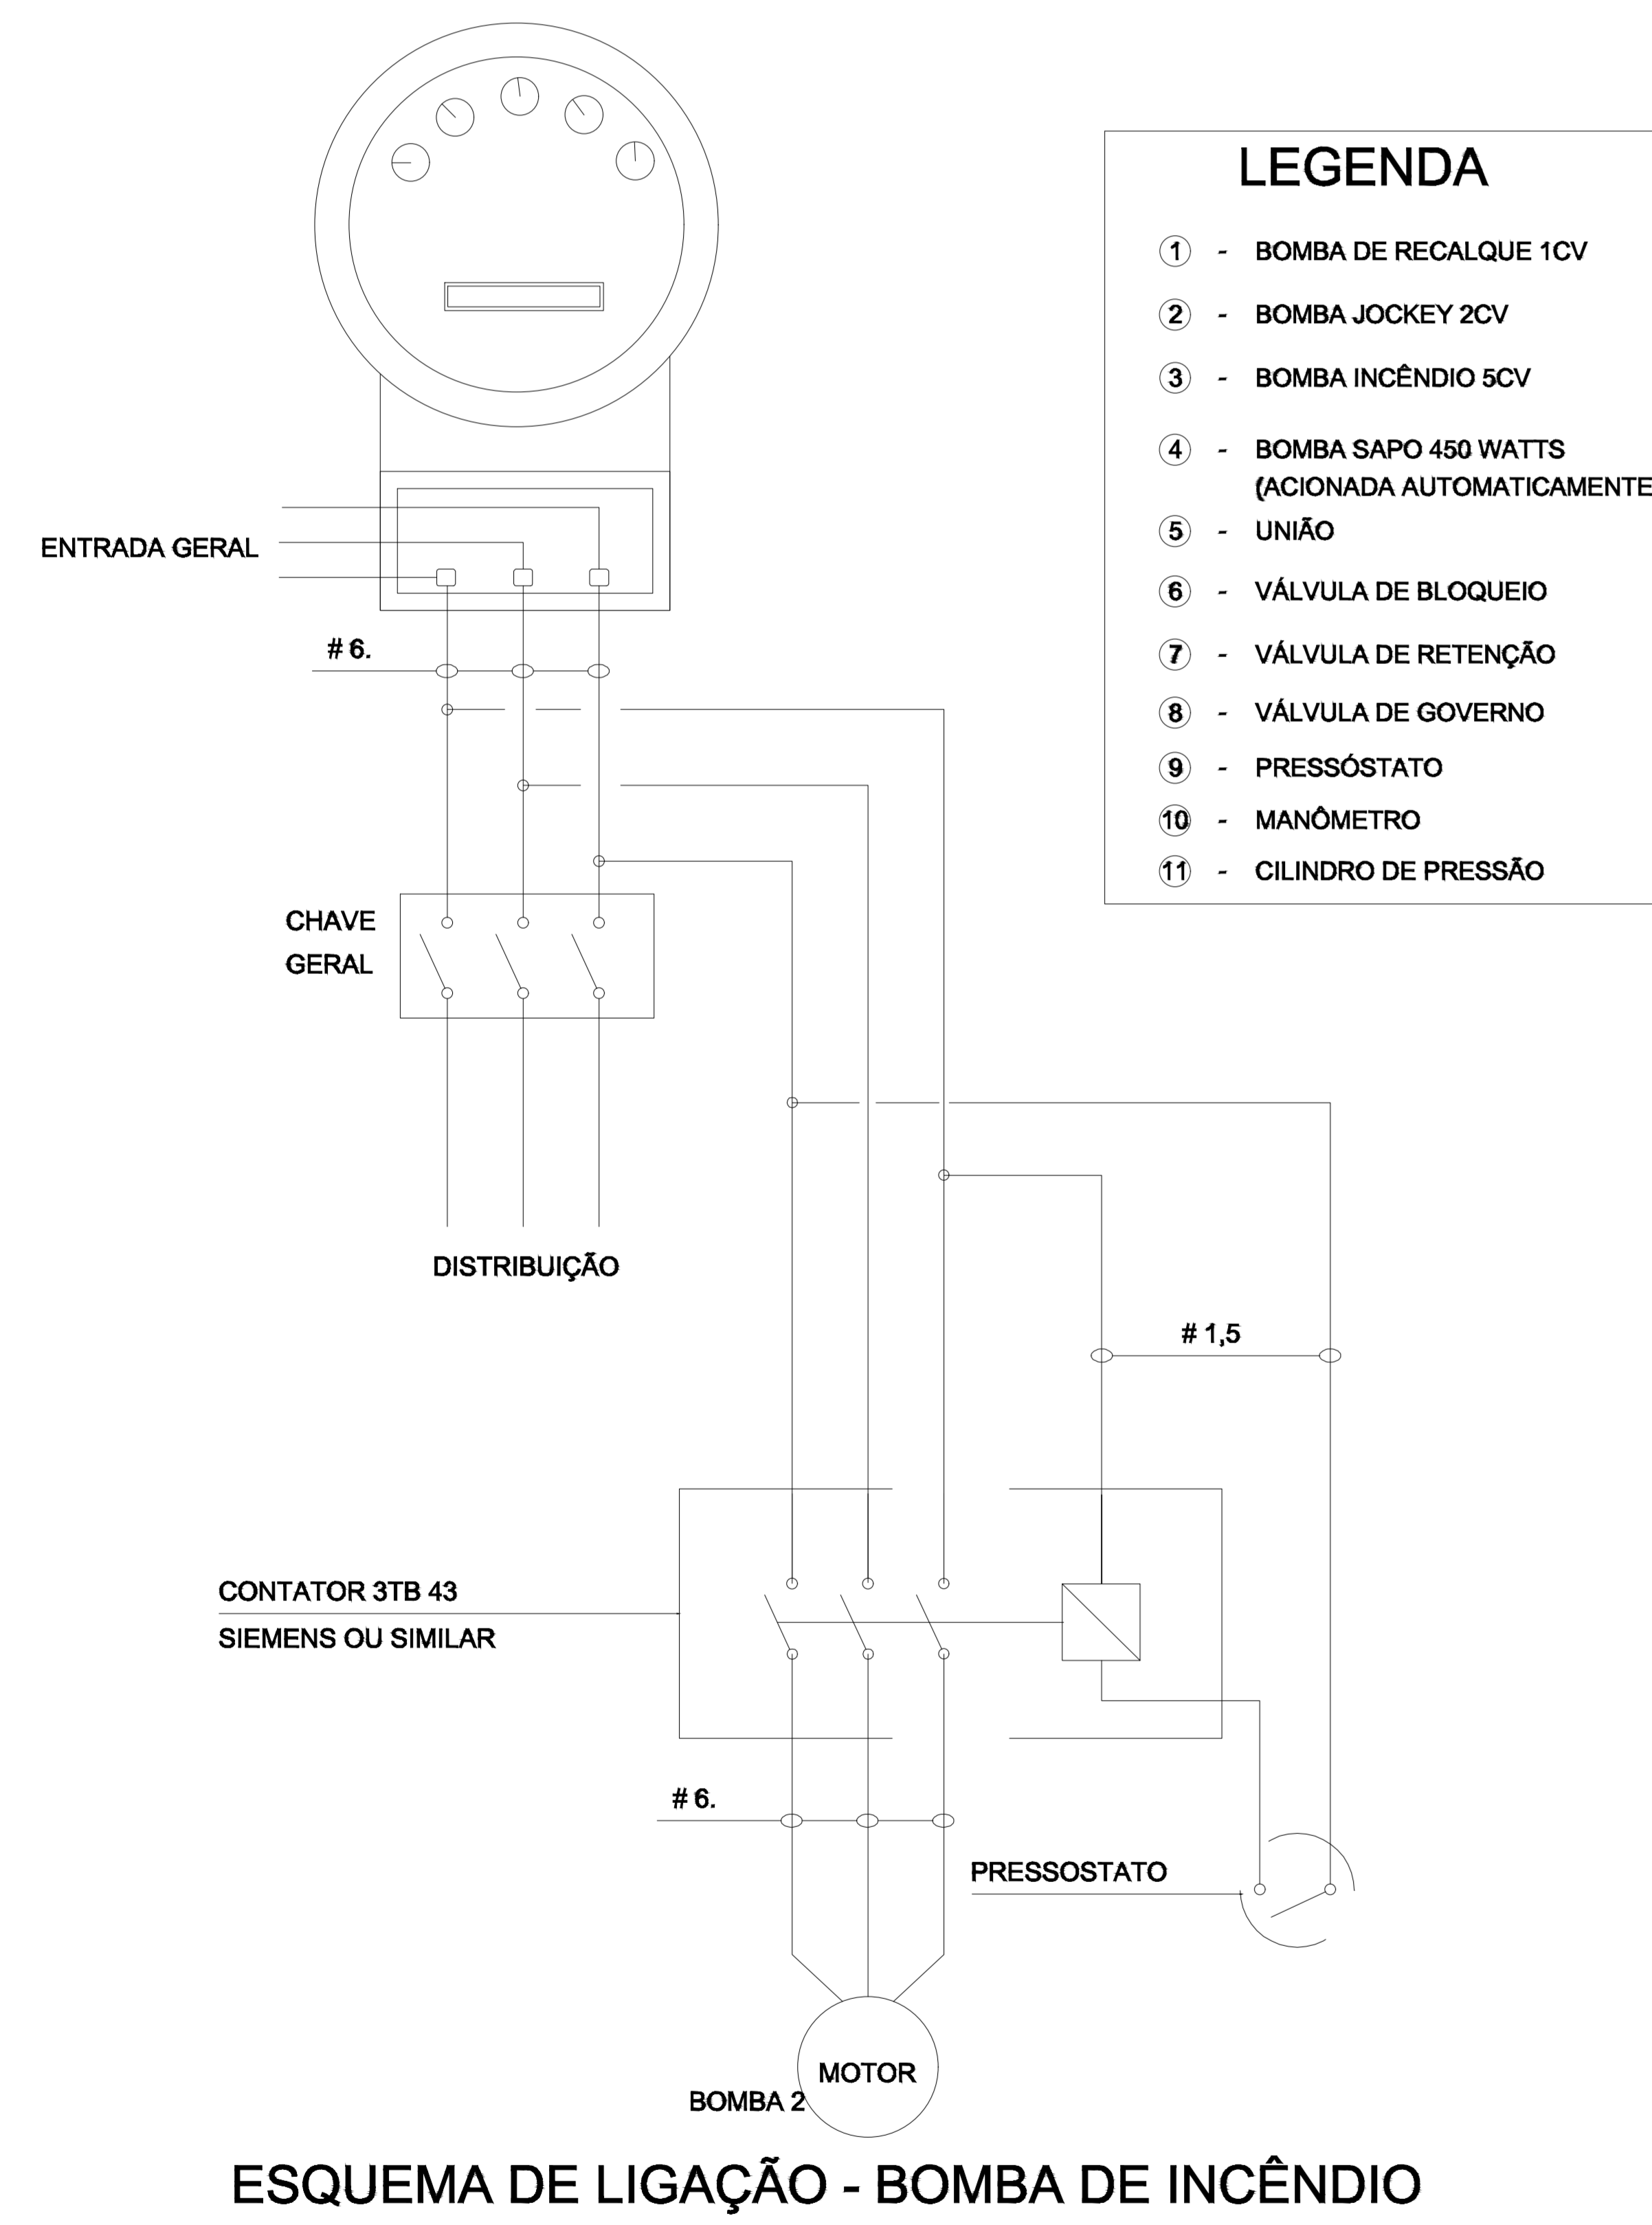 LEGENDA
1 - BOMBA DE RECALQUE 1CV
2 - BOMBA JOCKEY 2CV
3 - BOMBA INCÊNDIO 5CV
4 - BOMBA SAPO 450 WATTS
(ACIONADA AUTOMATICAMENTE
5 - UNIÃO
6 - VÁLVULA DE BLOQUEIO
7 - VÁLVULA DE RETENÇÃO
8 - VÁLVULA DE GOVERNO
9 - PRESSÓSTATO
10 - MANÔMETRO
11 - CILINDRO DE PRESSÃO
ENTRADA GERAL
# 6.
CHAVE
GERAL
DISTRIBUIÇÃO
# 1,5
CONTATOR 3TB 43
SIEMENS OU SIMILAR
# 6.
PRESSOSTATO
MOTOR
BOMBA 2
ESQUEMA DE LIGAÇÃO - BOMBA DE INCÊNDIO